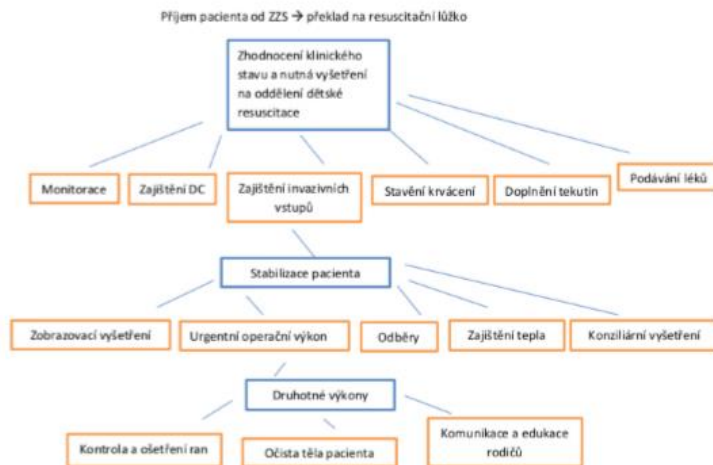 Příjem pacienta od ZZS → překlad na resuscitační lůžko
Zhodnocení klinického
stavu a nutná vyšetření
na oddělení dětské
resuscitace
Monitorace
Zajištění DC
Zajištění invazivních
vstupů
Stavění krvácení
Doplnění tekutin
Podávání léků
Stabilizace pacienta
Zobrazovací vyšetření
Urgentní operační výkon
Odběry
Zajištění tepla
Konziliární vyšetření
Druhotné výkony
Kontrola a ošetření ran
Očista těla pacienta
Komunikace a edukace
rodičů